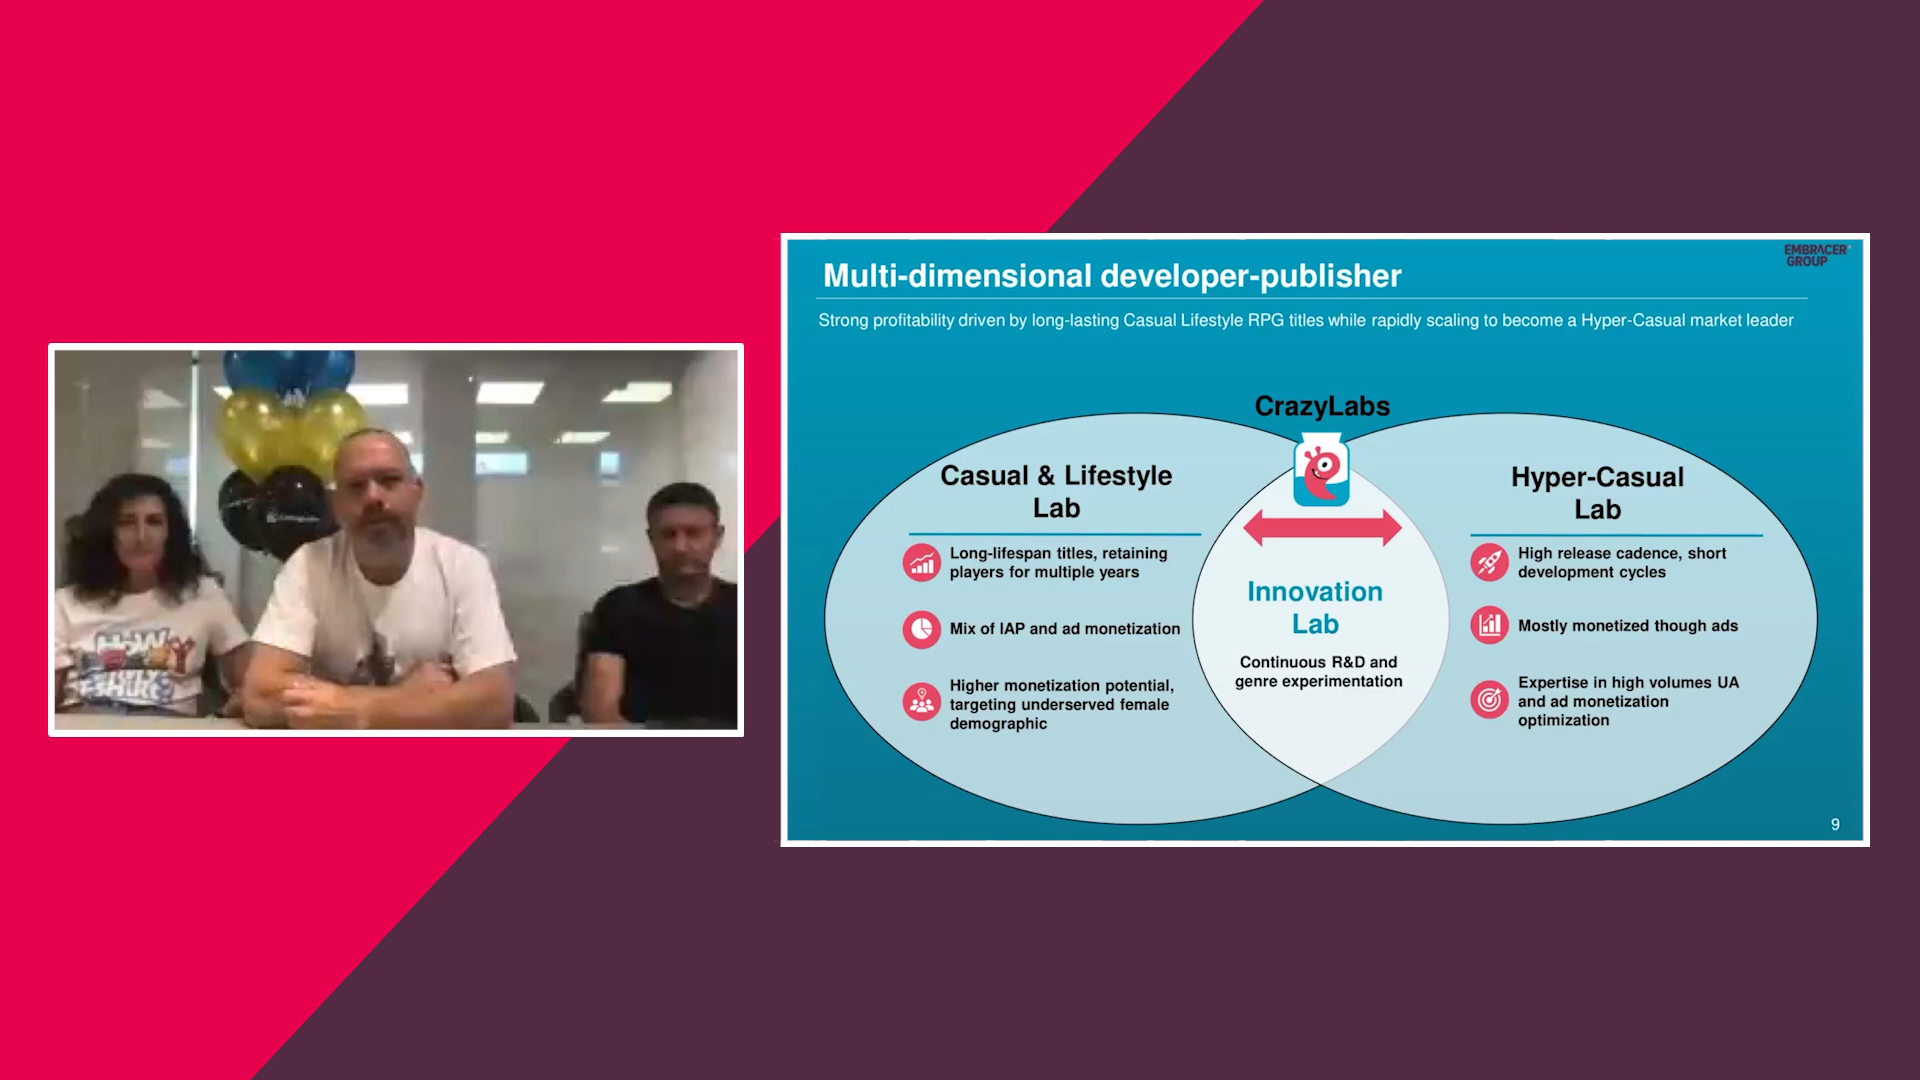 EMBRACER
GROUP
Multi-dimensional developer-publisher
Strong profitability driven by long-lasting Casual Lifestyle RPG titles while rapidly scaling to become a Hyper-Casual market leader
CrazyLabs
Casual & Lifestyle
Lab
Long-lifespan titles, retaining
players for multiple years
Mix of IAP and ad monetization
Higher monetization potential,
targeting underserved female
demographic
Innovation
Lab
Continuous R&D and
genre experimentation
Hyper-Casual
Lab
High release cadence, short
development cycles
Mostly monetized though ads
Expertise in high volumes UA
and ad monetization
optimization
9